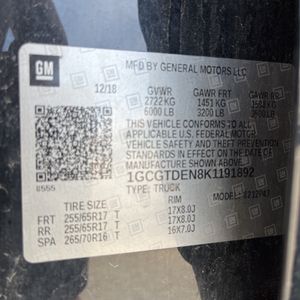 GM
MFD BY GENERAL MOTORS LLC
12/18 GVWR GAWR FRT GAWR RR
2722 KG 1451 KG
6000 LB 3200 LB
THIS VEHICLE CONFORMS TO ALL
APPLICABLE U.S. FEDERAL MOTOR
VEHICLE SAFETY AND THEFT
PREVENTION STANDARDS IN EFFECT
ON THE DATE OF MANUFACTURE
SHOWN ABOVE.
1GCGTDEN8K1191892
TYPE: TRUCK
TIRE SIZE RIM
FRT 255/65R17 T 17X8.0J
RR 255/65R17 T 17X8.0J
SPA 265/70R16 T 16X7.0J